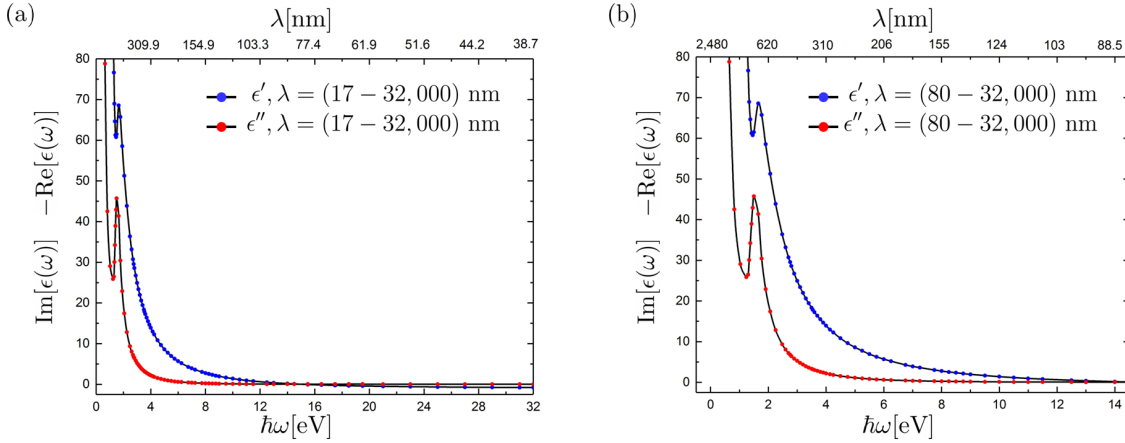 (a)
λ[nm]
309.9 154.9 103.3 77.4 61.9 51.6 44.2 38.7
80
70
60
50
40
30
20
10
0
Im[ϵ(ω)] −Re[ϵ(ω)]
ϵ′, λ = (17 − 32,000) nm
ϵ″, λ = (17 − 32,000) nm
0 4 8 12 16 20 24 28 32
ℏω[eV]
(b)
λ[nm]
2,480 620 310 206 155 124 103 88.5
80
70
60
50
40
30
20
10
0
Im[ϵ(ω)] −Re[ϵ(ω)]
ϵ′, λ = (80 − 32,000) nm
ϵ″, λ = (80 − 32,000) nm
0 2 4 6 8 10 12 14
ℏω[eV]